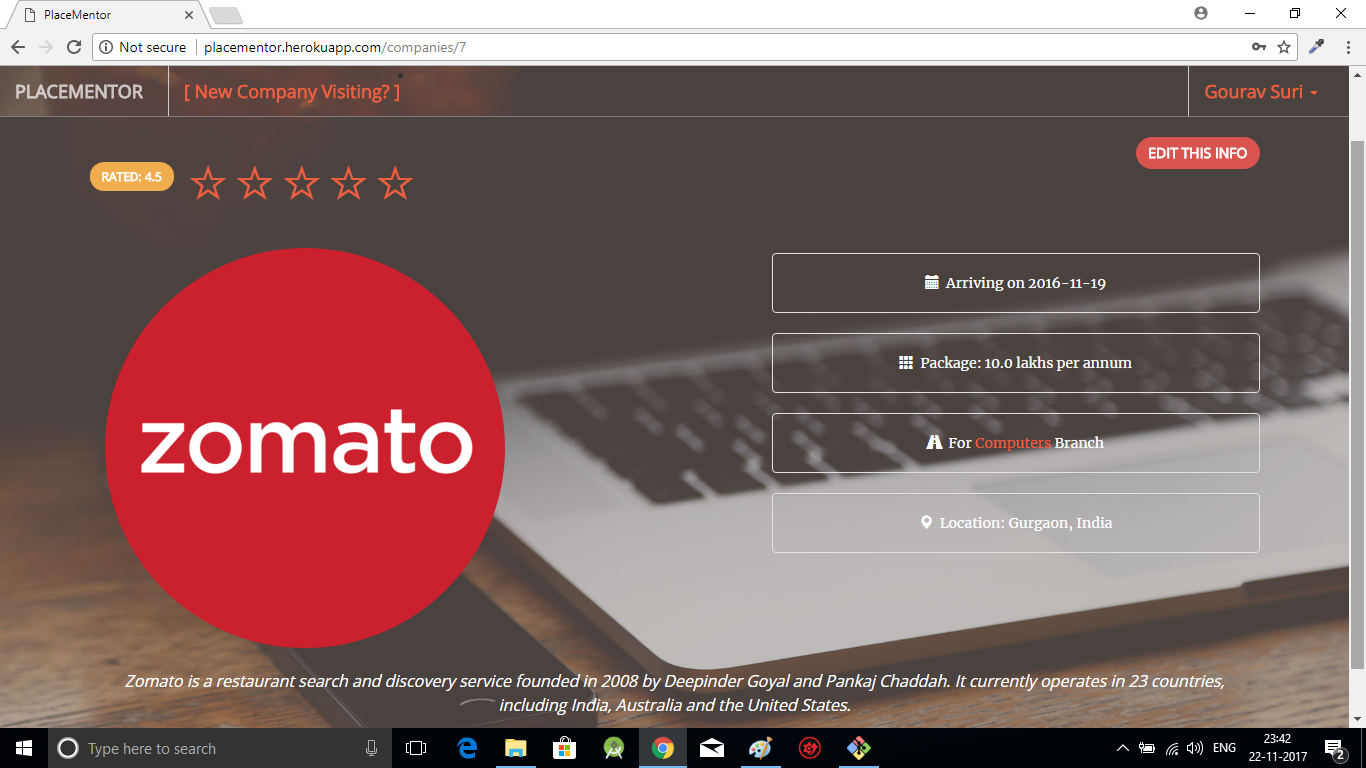 PlaceMentor
Not secure
placementor.herokuapp.com/companies/7
PLACEMENTOR
[ New Company Visiting? ]
Gourav Suri
EDIT THIS INFO
RATED: 4.5
zomato
Arriving on 2016-11-19
Package: 10.0 lakhs per annum
For Computers Branch
Location: Gurgaon, India
Zomato is a restaurant search and discovery service founded in 2008 by Deepinder Goyal and Pankaj Chaddah. It currently operates in 23 countries,
including India, Australia and the United States.
Type here to search
ENG
23:42
22-11-2017
2